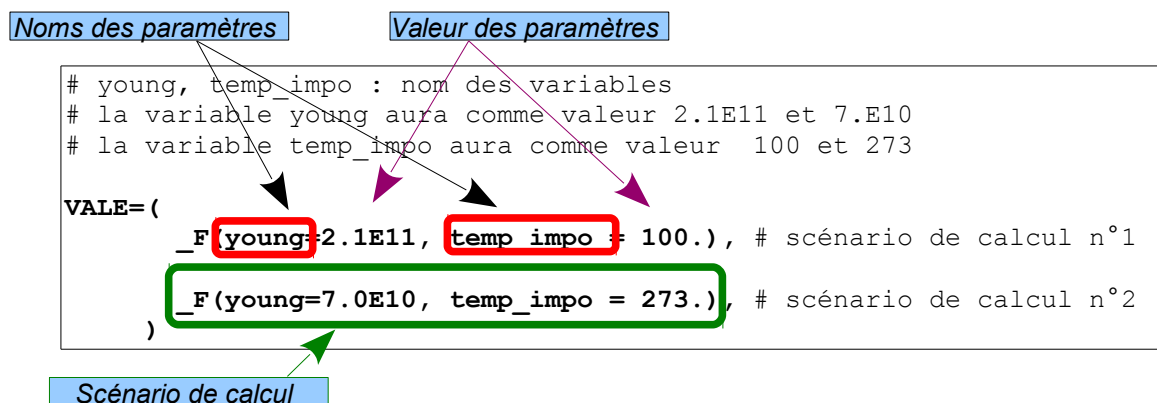 Noms des paramètres Valeur des paramètres
# young, temp_impo : nom des variables
# la variable young aura comme valeur 2.1E11 et 7.E10
# la variable temp_impo aura comme valeur  100 et 273
VALE=(
_F(young=2.1E11, temp_impo = 100.), # scénario de calcul n°1
_F(young=7.0E10, temp_impo = 273.), # scénario de calcul n°2
)
Scénario de calcul